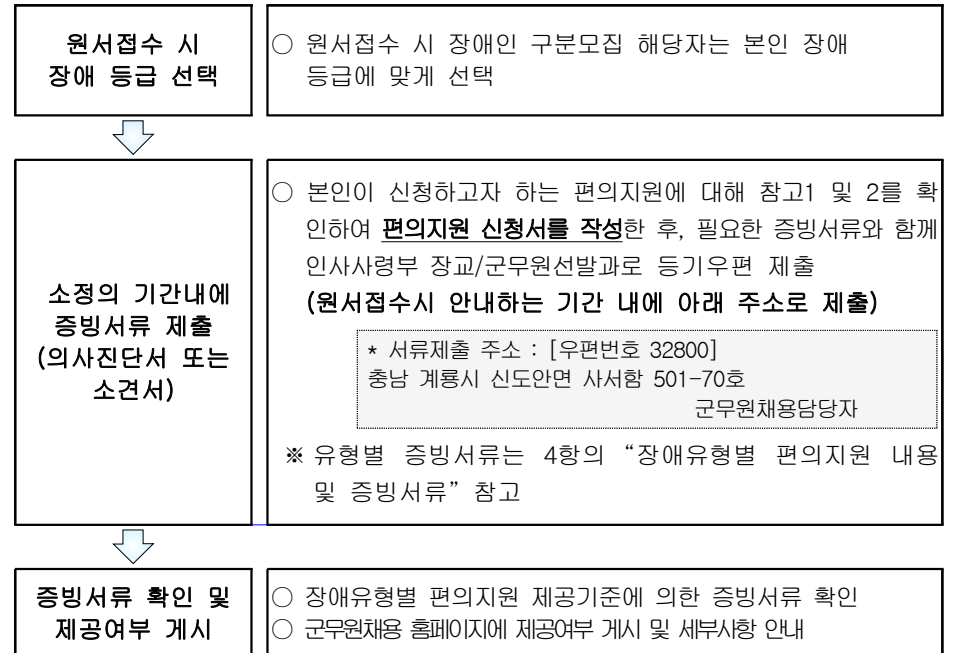 원서접수 시
장애 등급 선택
○ 원서접수 시 장애인 구분모집 해당자는 본인 장애
등급에 맞게 선택
소정의 기간내에
증빙서류 제출
(의사진단서 또는
소견서)
○ 본인이 신청하고자 하는 편의지원에 대해 참고1 및 2를 확
인하여 편의지원 신청서를 작성한 후, 필요한 증빙서류와 함께
인사사령부 장교/군무원선발과로 등기우편 제출
(원서접수시 안내하는 기간 내에 아래 주소로 제출)
* 서류제출 주소 : [우편번호 32800]
충남 계룡시 신도안면 사서함 501-70호
군무원채용담당자
※ 유형별 증빙서류는 4항의 “장애유형별 편의지원 내용
및 증빙서류” 참고
증빙서류 확인 및
제공여부 게시
○ 장애유형별 편의지원 제공기준에 의한 증빙서류 확인
○ 군무원채용 홈페이지에 제공여부 게시 및 세부사항 안내